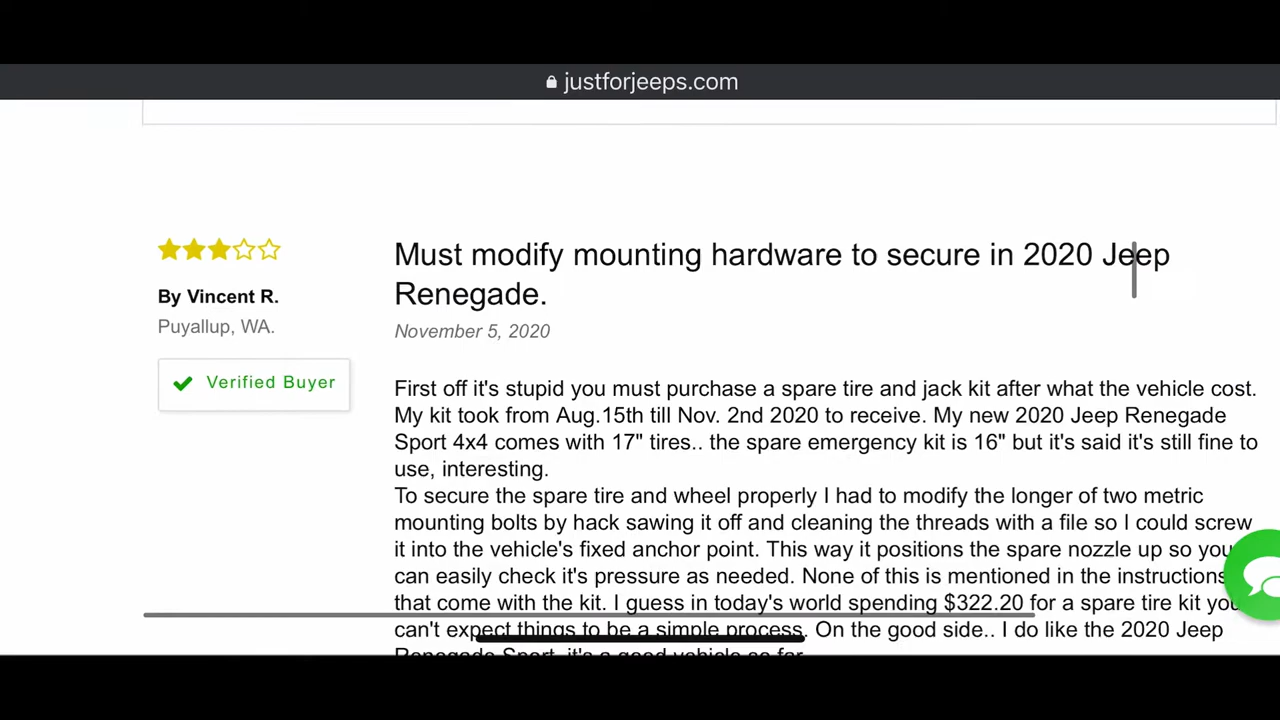 justforjeeps.com
Must modify mounting hardware to secure in 2020 Jeep
Renegade.
By Vincent R.
Puyallup, WA.
November 5, 2020
Verified Buyer
First off it's stupid you must purchase a spare tire and jack kit after what the vehicle cost.
My kit took from Aug.15th till Nov. 2nd 2020 to receive. My new 2020 Jeep Renegade
Sport 4x4 comes with 17" tires.. the spare emergency kit is 16" but it's said it's still fine to
use, interesting.
To secure the spare tire and wheel properly I had to modify the longer of two metric
mounting bolts by hack sawing it off and cleaning the threads with a file so I could screw
it into the vehicle's fixed anchor point. This way it positions the spare nozzle up so you
can easily check it's pressure as needed. None of this is mentioned in the instructions
that come with the kit. I guess in today's world spending $322.20 for a spare tire kit you
can't expect things to be a simple process. On the good side.. I do like the 2020 Jeep
Renegade Sport, it's a good vehicle so far